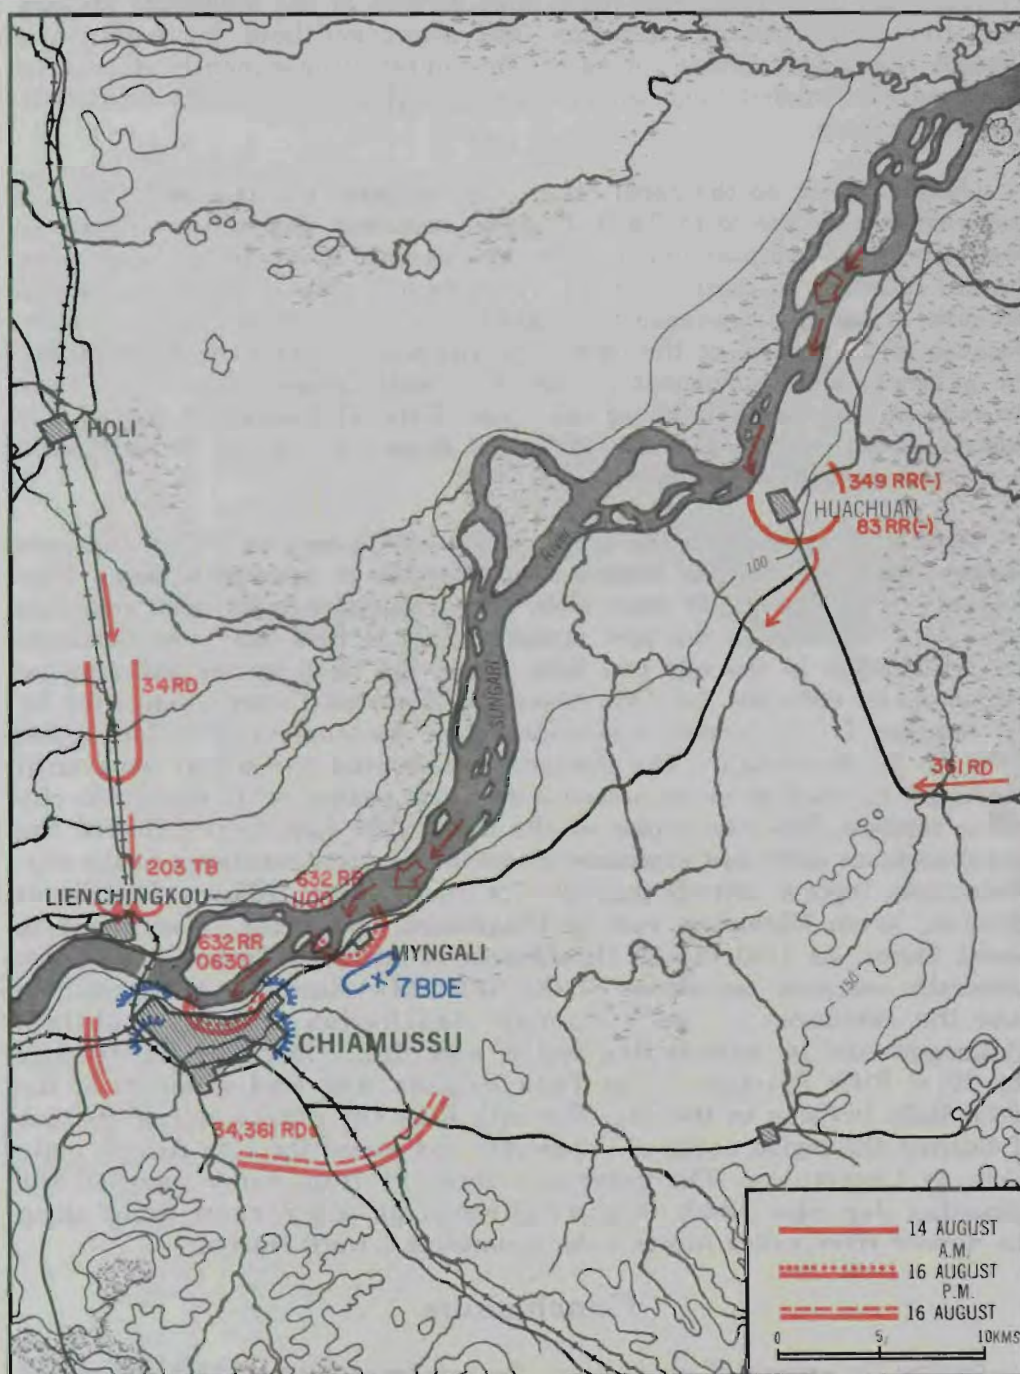 HOLI
349 RR(-)
HUACHUAN
83 RR(-)
100
River
SUNGARI
34 RD
361 RD
203 TB
LIENCHINGKOU
632 RR
1100
632 RR
0630
MYNGALI
7 BDE
150
CHIAMUSSU
34,361 RDs
14 AUGUST
A.M.
16 AUGUST
P.M.
16 AUGUST
0
5
10KMS